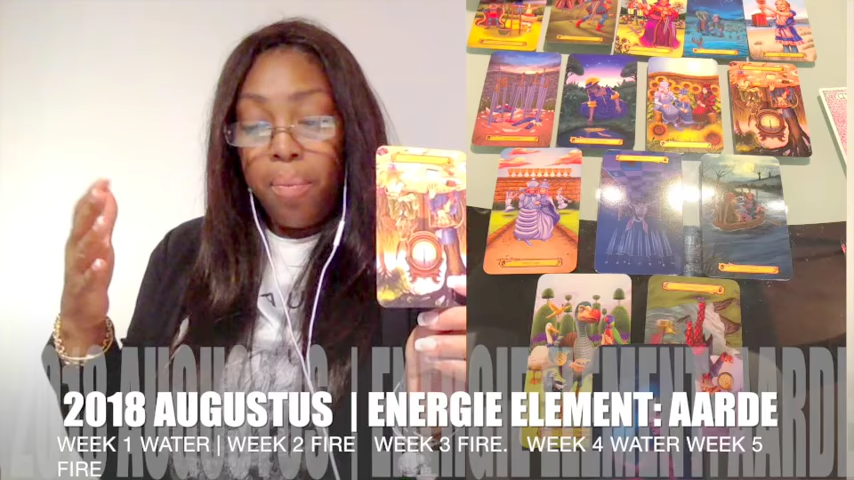 2018 AUGUSTUS | ENERGIE ELEMENT: AARDE
WEEK 1 WATER | WEEK 2 FIRE WEEK 3 FIRE. WEEK 4 WATER WEEK 5
FIRE